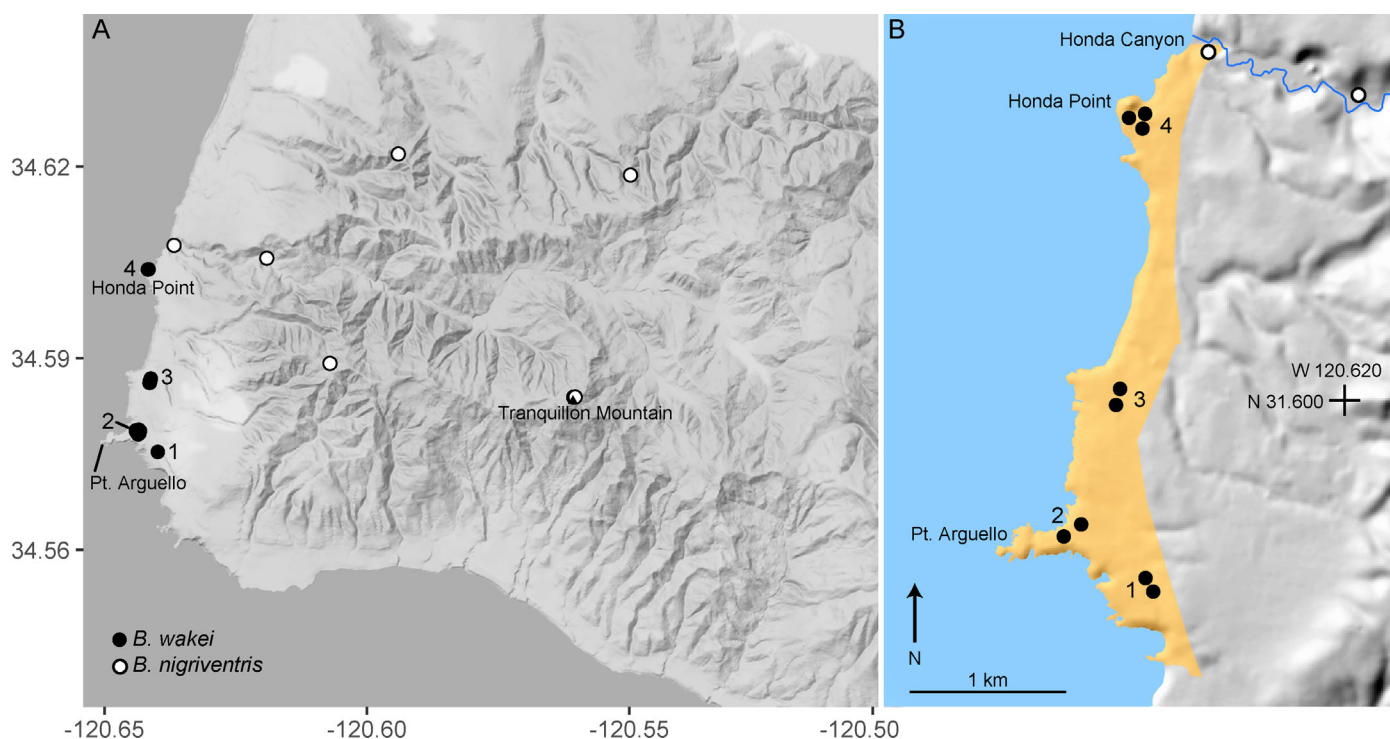 A
34.62
34.59
34.56
4
Honda Point
3
2
1
Pt. Arguello
Tranquillon Mountain
B. wakei
B. nigriventris
-120.65
-120.60
-120.55
-120.50
B
Honda Canyon
Honda Point
4
W 120.620
N 31.600
3
2
Pt. Arguello
1
N
1 km